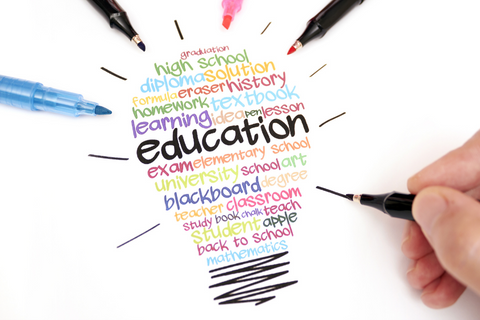 graduation
high school
diploma solution
formula eraser history
homework textbook
learning idea pen lesson
education
exam elementary school
university school art
blackboard degree
teacher classroom
study book chalk teach
student apple
back to school
mathematics